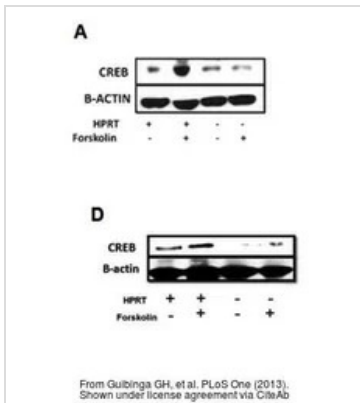 A
CREB
B-ACTIN
HPRT + + - -
Forskolin - + - +
D
CREB
B-actin
HPRT + + - -
Forskolin - + - +
From Guibinga GH, et al. PLoS One (2013).
Shown under license agreement via CiteAb